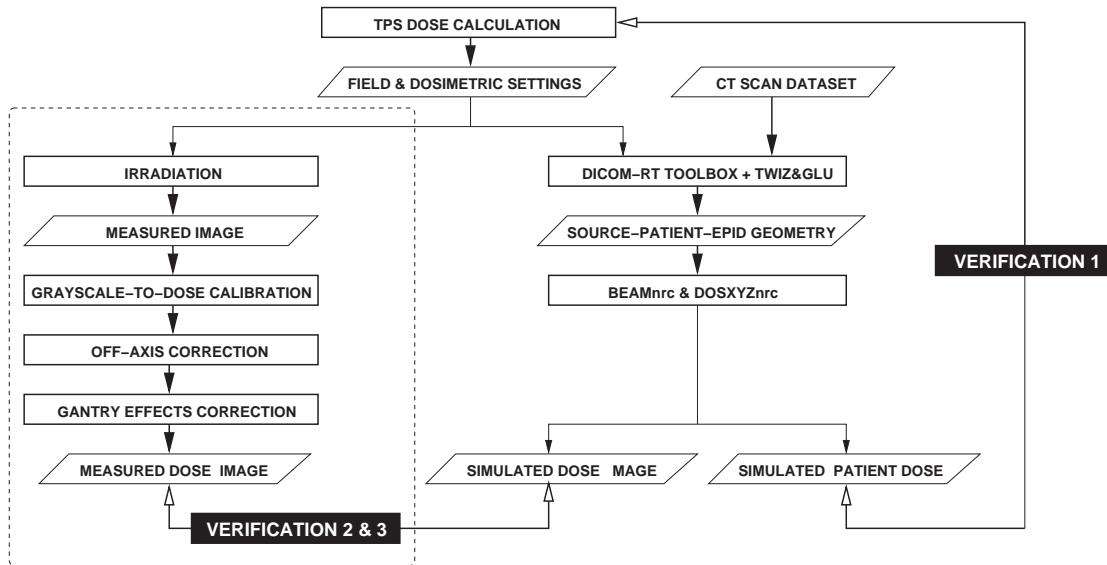 TPS DOSE CALCULATION
FIELD & DOSIMETRIC SETTINGS
CT SCAN DATASET
IRRADIATION
DICOM−RT TOOLBOX + TWIZ&GLU
MEASURED IMAGE
SOURCE−PATIENT−EPID GEOMETRY
VERIFICATION 1
GRAYSCALE−TO−DOSE CALIBRATION
BEAMnrc & DOSXYZnrc
OFF−AXIS CORRECTION
GANTRY EFFECTS CORRECTION
MEASURED DOSE IMAGE
SIMULATED DOSE MAGE
SIMULATED PATIENT DOSE
VERIFICATION 2 & 3